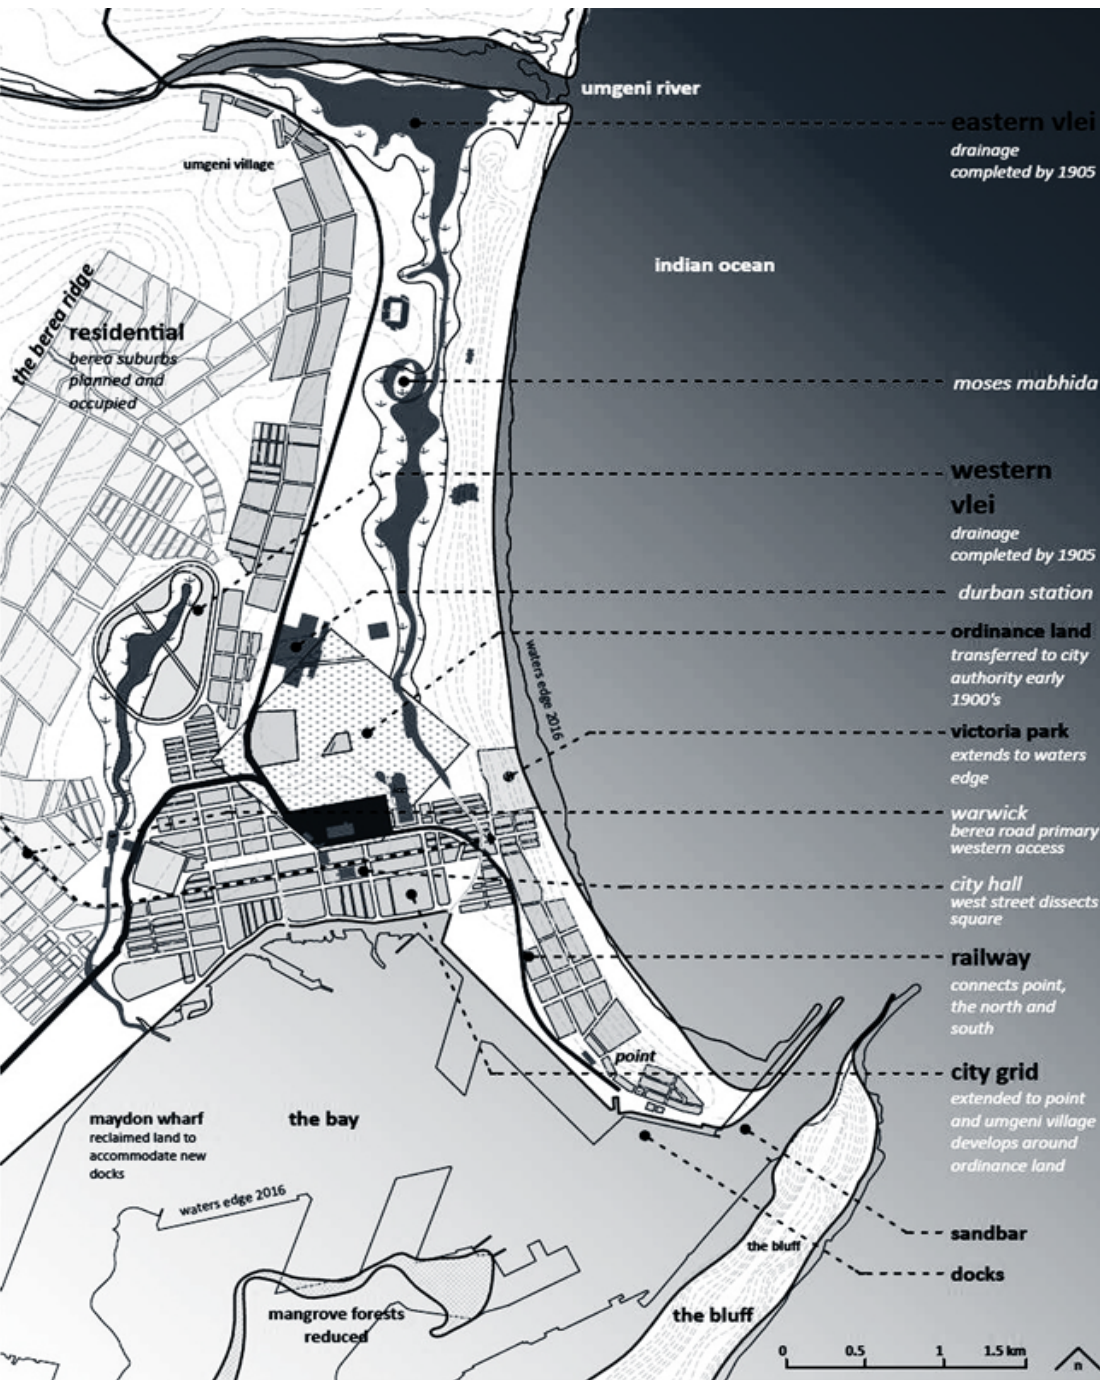 umgeni river
eastern vlei
drainage
completed by 1905
umgeni village
indian ocean
the berea ridge
residential
berea suburbs
planned and
occupied
moses mabhida
western
vlei
drainage
completed by 1905
durban station
ordinance land
transferred to city
authority early
1900's
waters edge 2016
victoria park
extends to waters
edge
icc
warwick
berea road primary
western access
city hall
west street dissects
square
railway
connects point,
the north and
south
point
city grid
extended to point
and umgeni village
develops around
ordinance land
maydon wharf
reclaimed land to
accommodate new
docks
the bay
waters edge 2016
sandbar
the bluff
docks
mangrove forests
reduced
the bluff
0 0.5 1 1.5 km
n